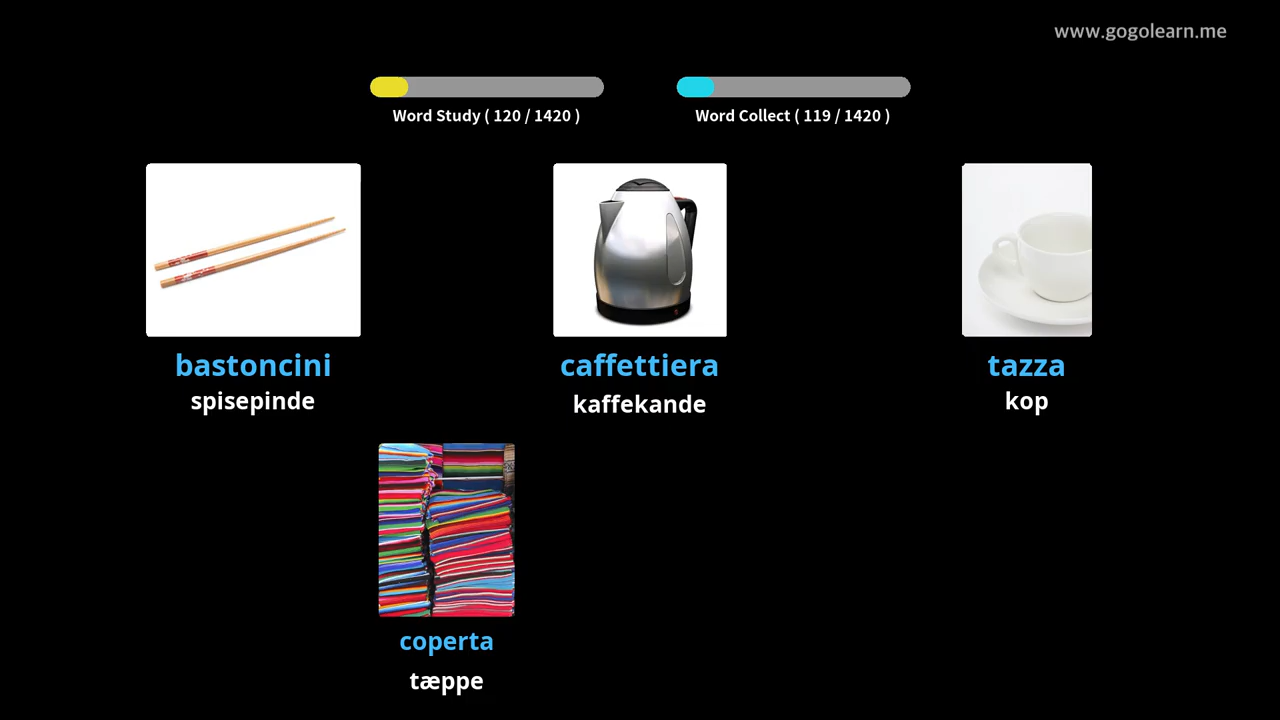 www.gogolearn.me
Word Study ( 120 / 1420 )
Word Collect ( 119 / 1420 )
bastoncini
spisepinde
caffettiera
kaffekande
tazza
kop
coperta
tæppe